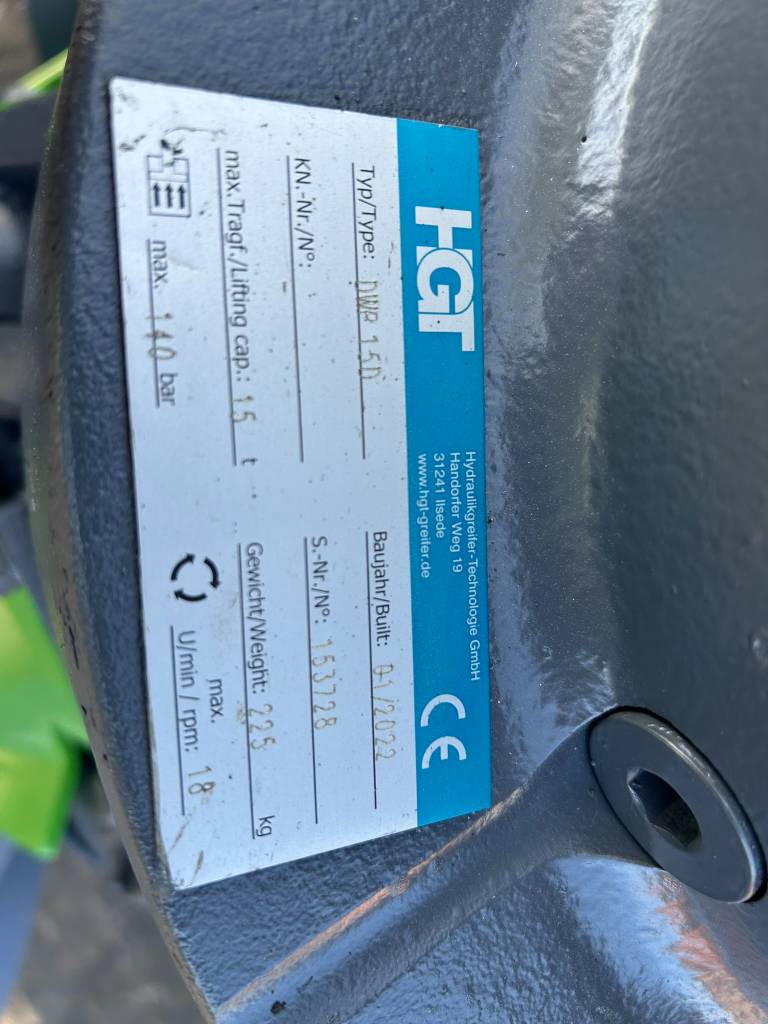 HGT
Hydraulikgreifer-Technologie GmbH
Handorfer Weg 19
31241 Ilsede
www.hgt-greifer.de
CE
Typ/Type: DWR 15D
Baujahr/Built: 01/2022
KN.-Nr./N°:
S.-Nr./N°: 153728
max.Tragf./Lifting cap.: 15 t
Gewicht/Weight: 225 kg
max. 140 bar
max.
U/min / rpm: 18